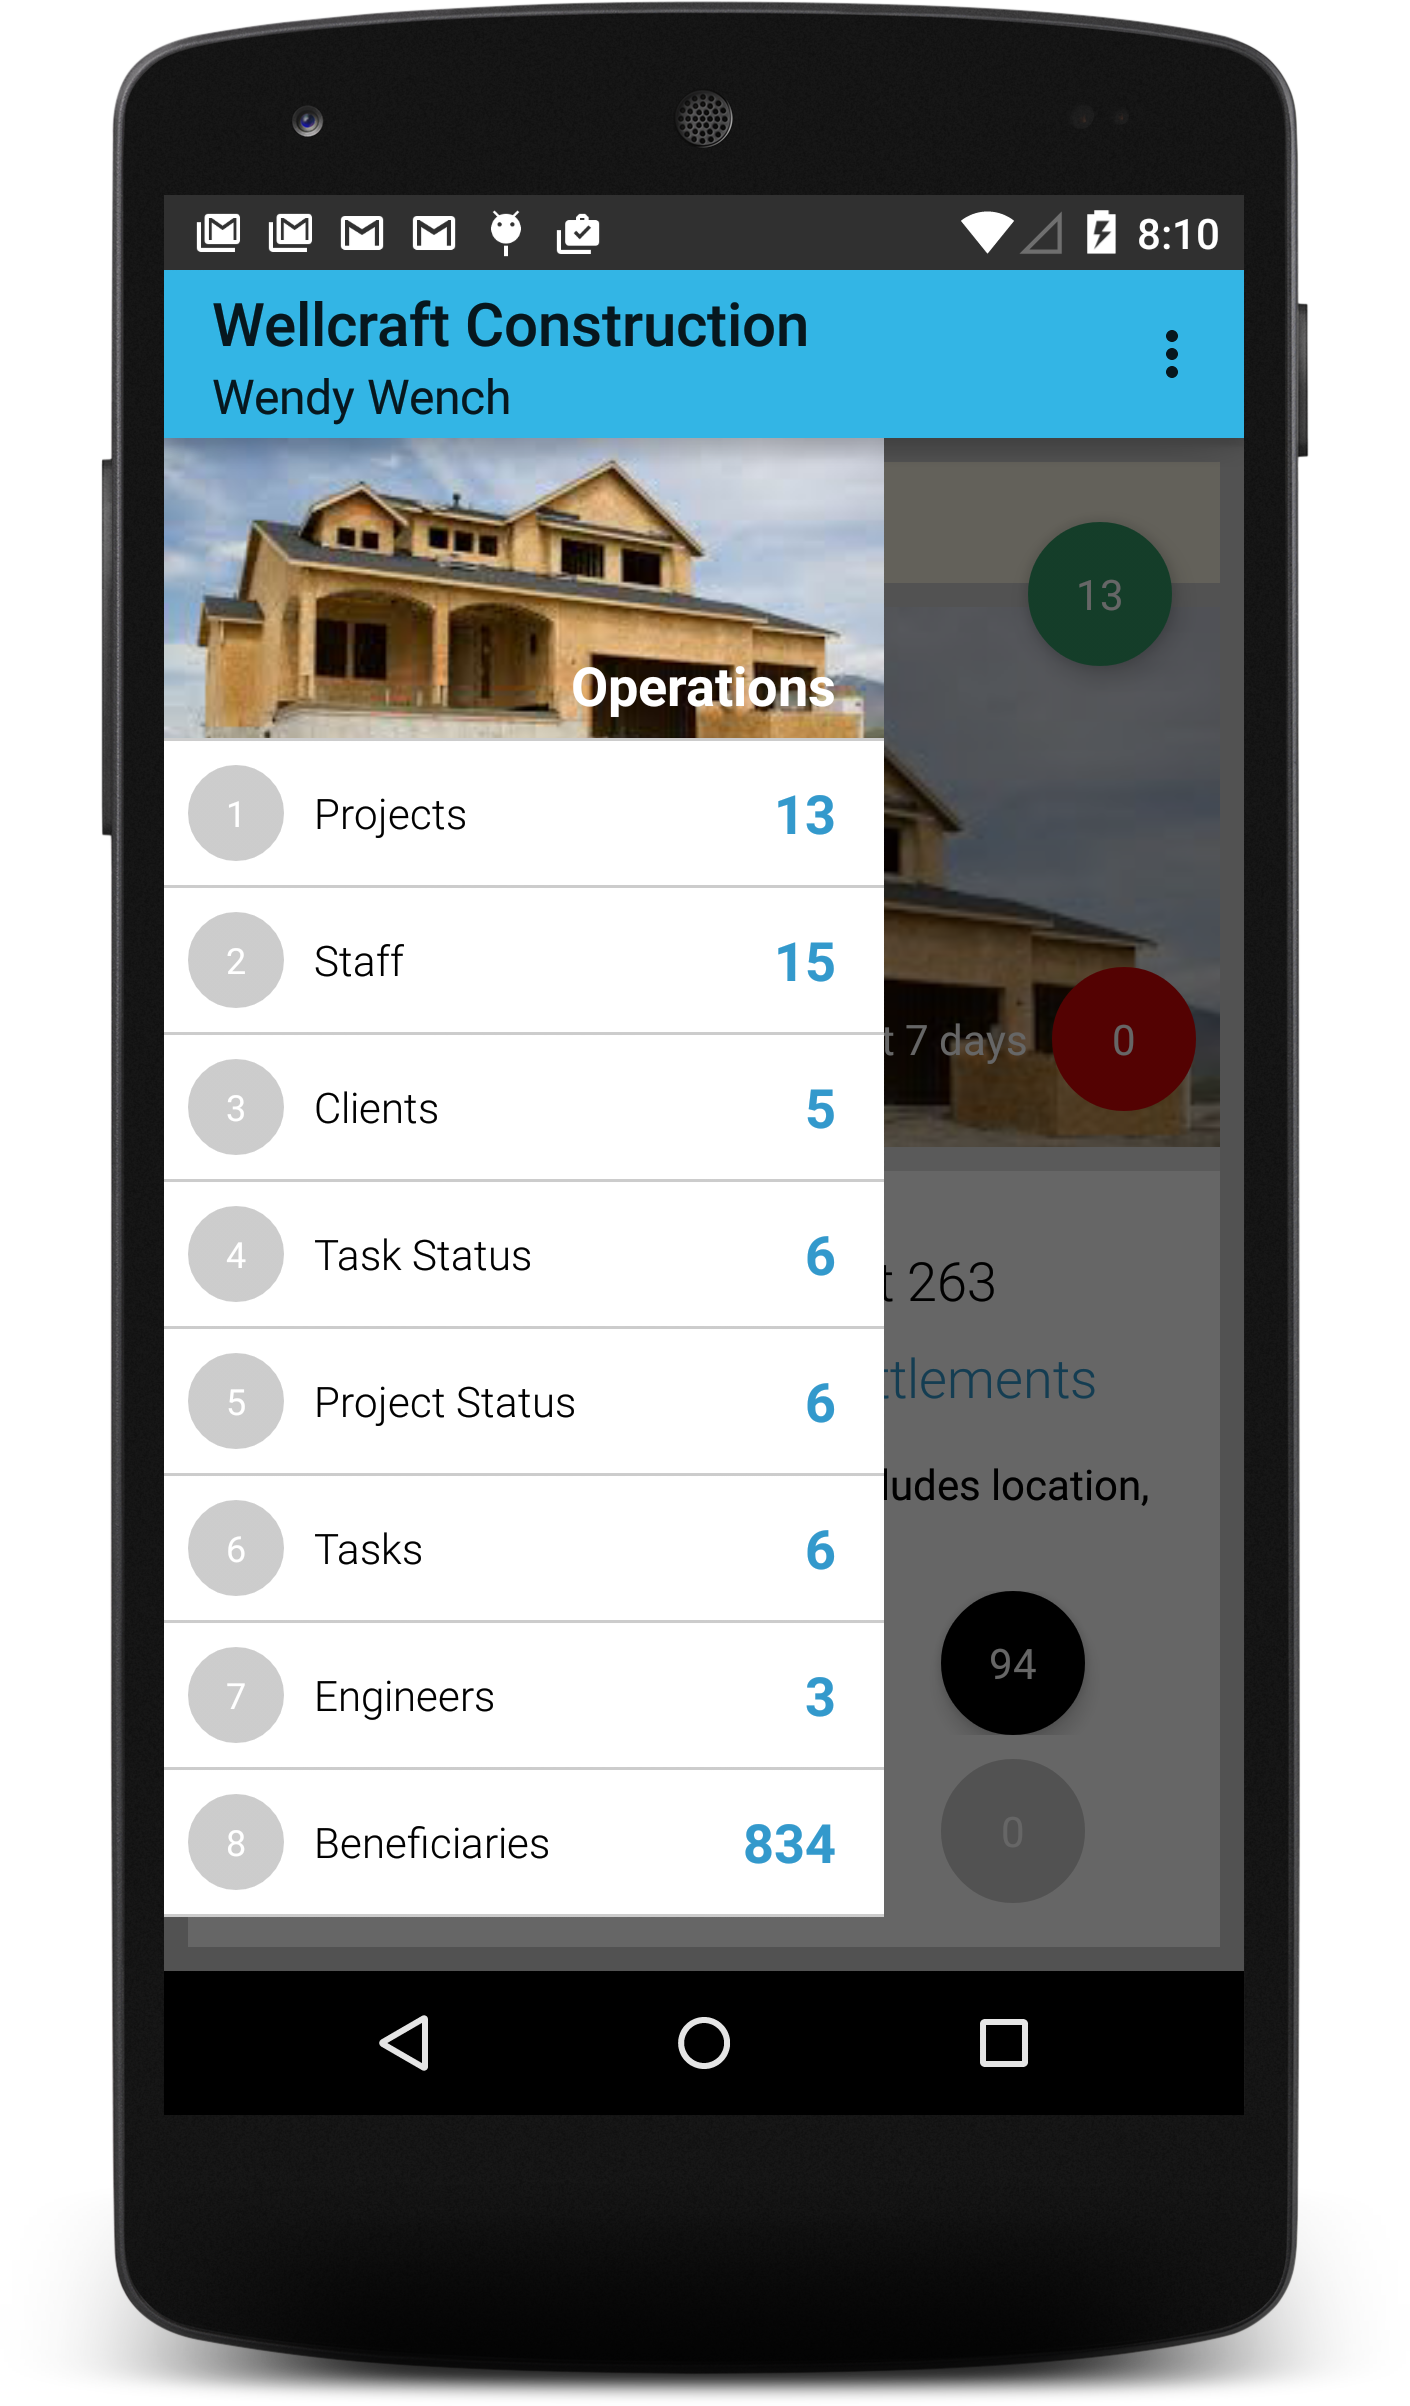 8:10
Wellcraft Construction
Wendy Wench
Operations
13
1 Projects 13
2 Staff 15
3 Clients 5
t 7 days 0
4 Task Status 6
t 263
5 Project Status 6
ttlements
6 Tasks 6
ludes location,
7 Engineers 3
94
8 Beneficiaries 834
0